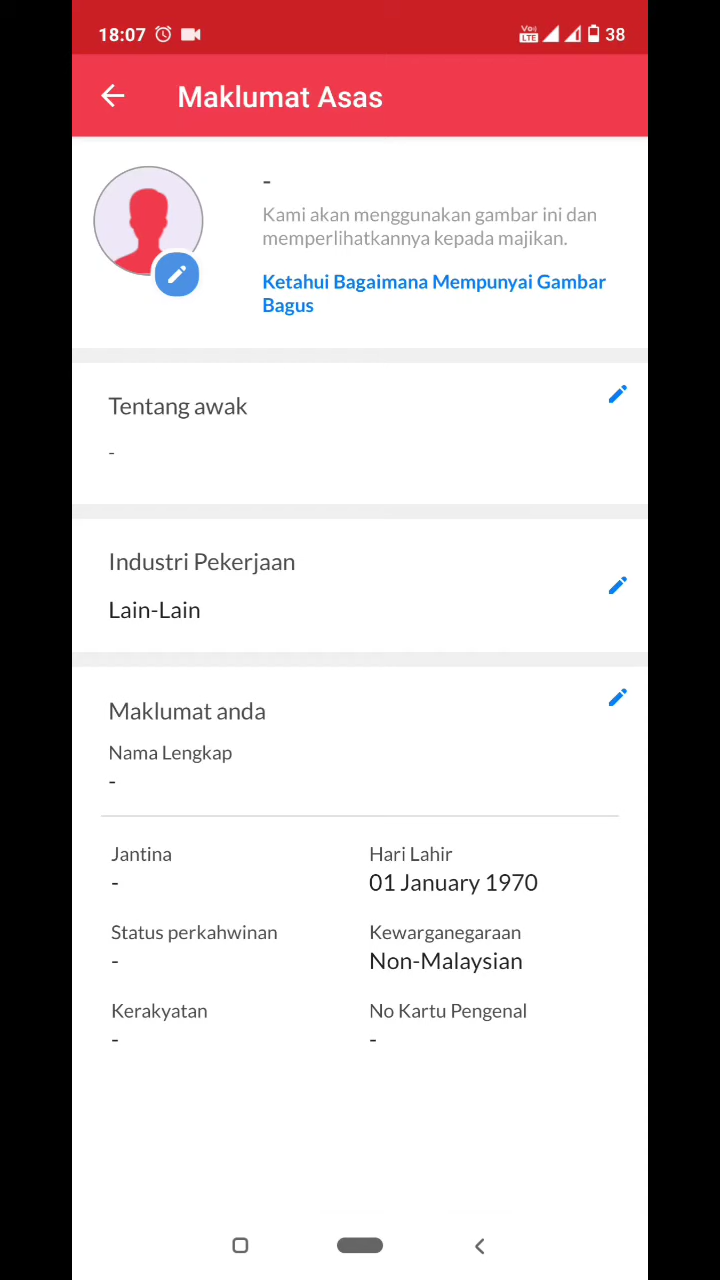 18:07
Vo))
LTE
38
Maklumat Asas
-
Kami akan menggunakan gambar ini dan
memperlihatkannya kepada majikan.
Ketahui Bagaimana Mempunyai Gambar
Bagus
Tentang awak
-
Industri Pekerjaan
Lain-Lain
Maklumat anda
Nama Lengkap
-
Jantina
-
Hari Lahir
01 January 1970
Status perkahwinan
-
Kewarganegaraan
Non-Malaysian
Kerakyatan
-
No Kartu Pengenal
-